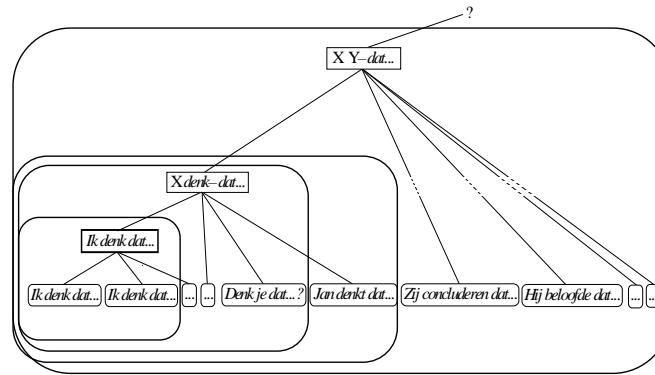 ?
X Y–dat...
X denk–dat...
Ik denk dat...
Ik denk dat... Ik denk dat... ... ... Denk je dat...? Jan denkt dat... Zij concluderen dat... Hij beloofde dat... ... ..